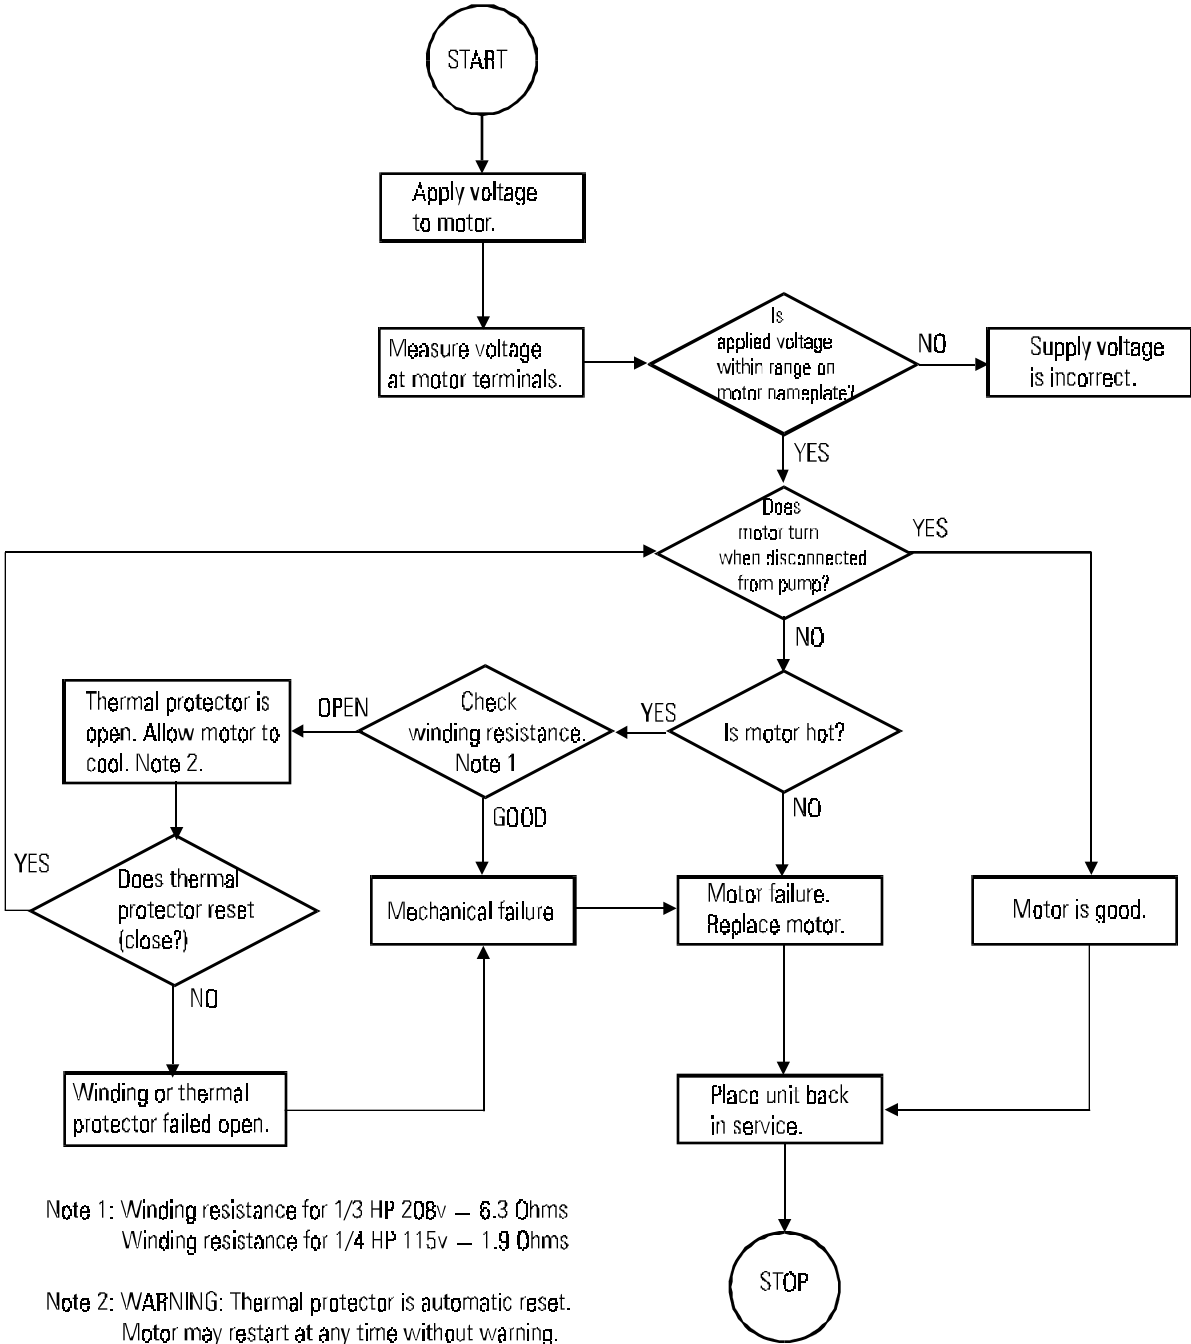 START
Apply voltage
to motor.
Measure voltage
at motor terminals.
Is
applied voltage
within range on
motor nameplate?
NO
Supply voltage
is incorrect.
YES
Does
motor turn
when disconnected
from pump?
YES
NO
Thermal protector is
open. Allow motor to
cool. Note 2.
OPEN
Check
winding resistance.
Note 1
YES
Is motor hot?
GOOD
NO
YES
Does thermal
protector reset
(close?)
Mechanical failure
Motor failure.
Replace motor.
Motor is good.
NO
Winding or thermal
protector failed open.
Place unit back
in service.
Note 1: Winding resistance for 1/3 HP 208v – 6.3 Ohms
Winding resistance for 1/4 HP 115v – 1.9 Ohms
STOP
Note 2: WARNING: Thermal protector is automatic reset.
Motor may restart at any time without warning.